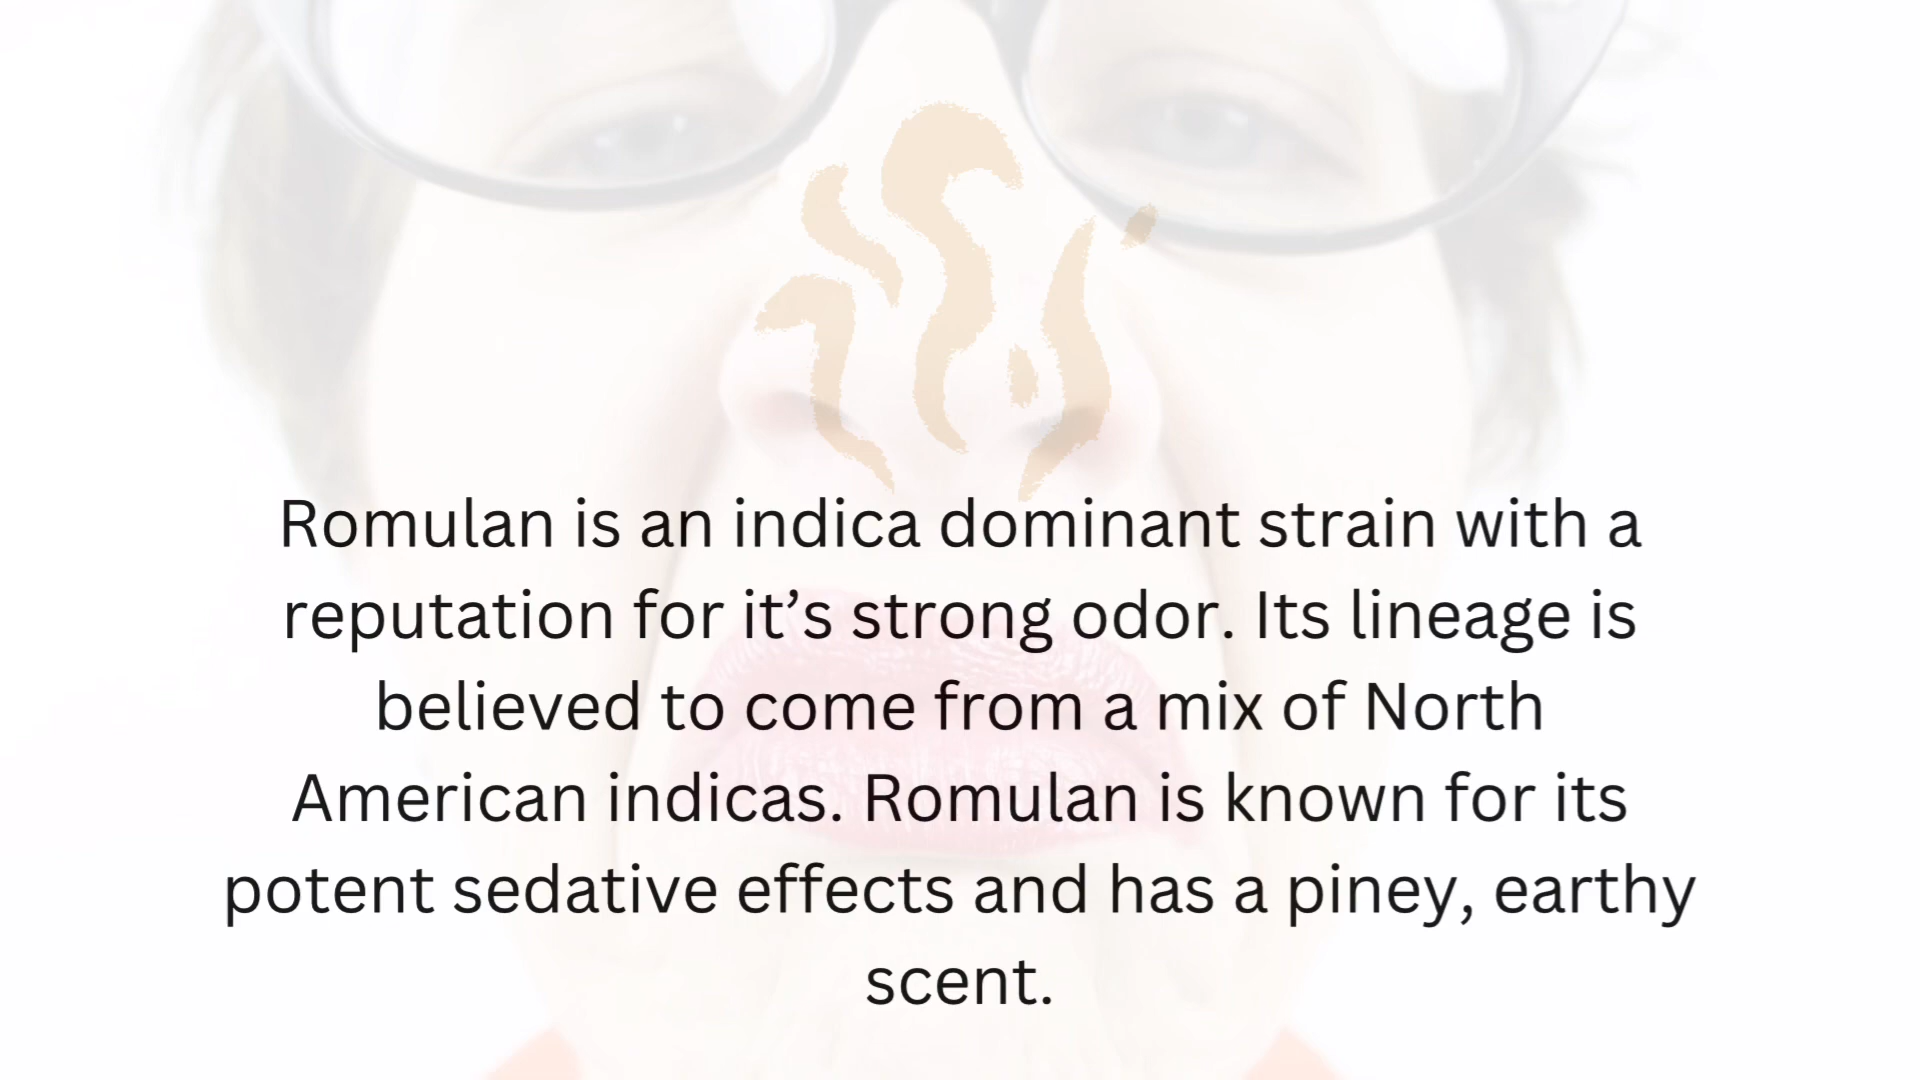 Romulan is an indica dominant strain with a
reputation for it’s strong odor. Its lineage is
believed to come from a mix of North
American indicas. Romulan is known for its
potent sedative effects and has a piney, earthy
scent.